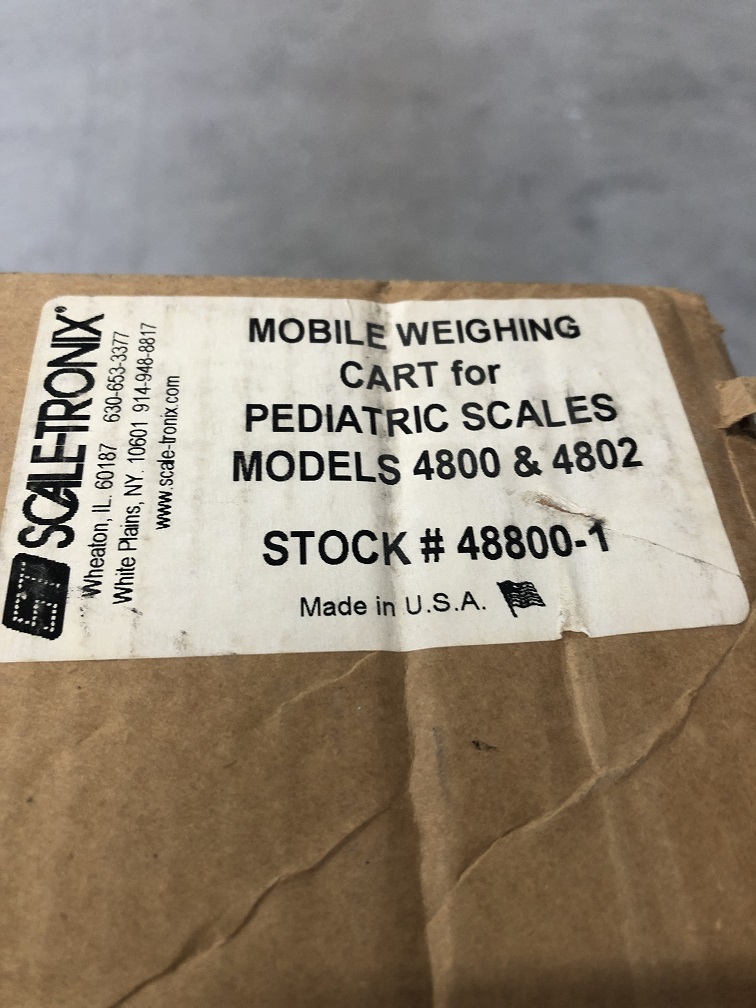 SCALE-TRONIX®
Wheaton, IL. 60187 630-653-3377
White Plains, NY. 10601 914-948-8817
www.scale-tronix.com
MOBILE WEIGHING
CART for
PEDIATRIC SCALES
MODELS 4800 & 4802
STOCK # 48800-1
Made in U.S.A.